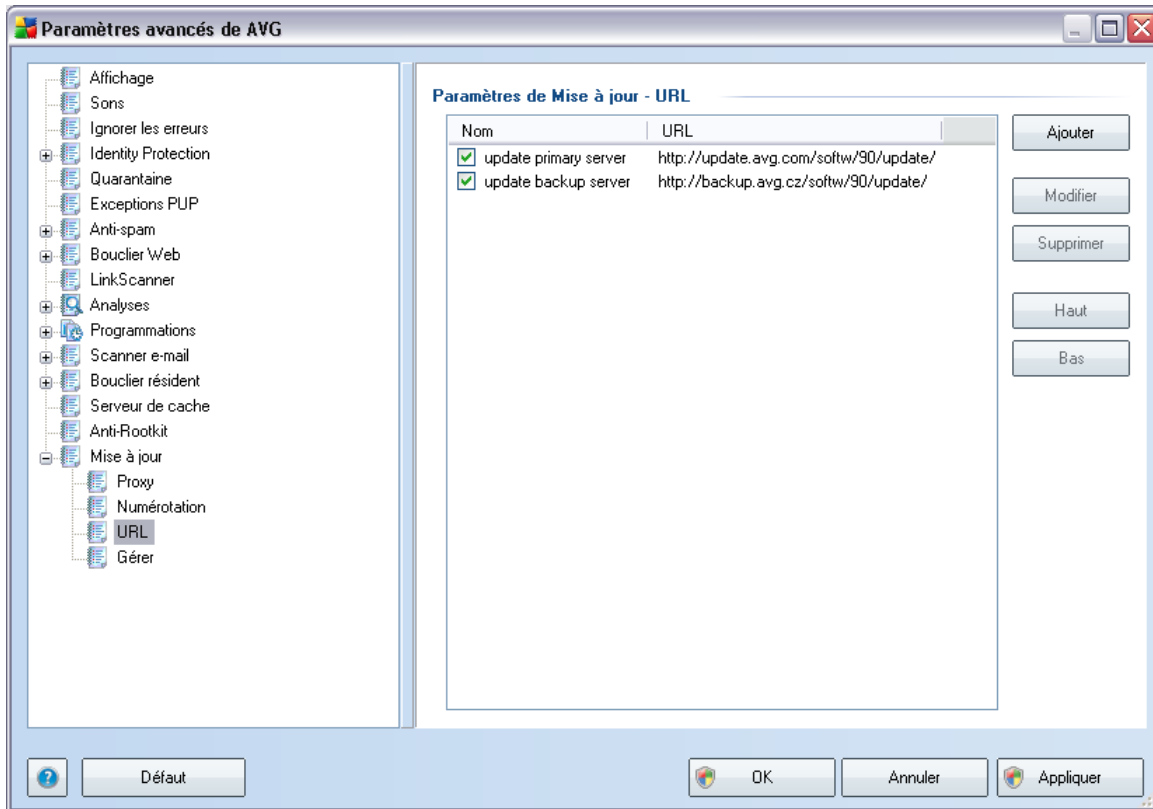 Paramètres avancés de AVG
Affichage
Sons
Ignorer les erreurs
Identity Protection
Quarantaine
Exceptions PUP
Anti-spam
Bouclier Web
LinkScanner
Analyses
Programmations
Scanner e-mail
Bouclier résident
Serveur de cache
Anti-Rootkit
Mise à jour
Proxy
Numérotation
URL
Gérer
Paramètres de Mise à jour - URL
Nom URL
update primary server http://update.avg.com/softw/90/update/
update backup server http://backup.avg.cz/softw/90/update/
Ajouter
Modifier
Supprimer
Haut
Bas
? Défaut OK Annuler Appliquer